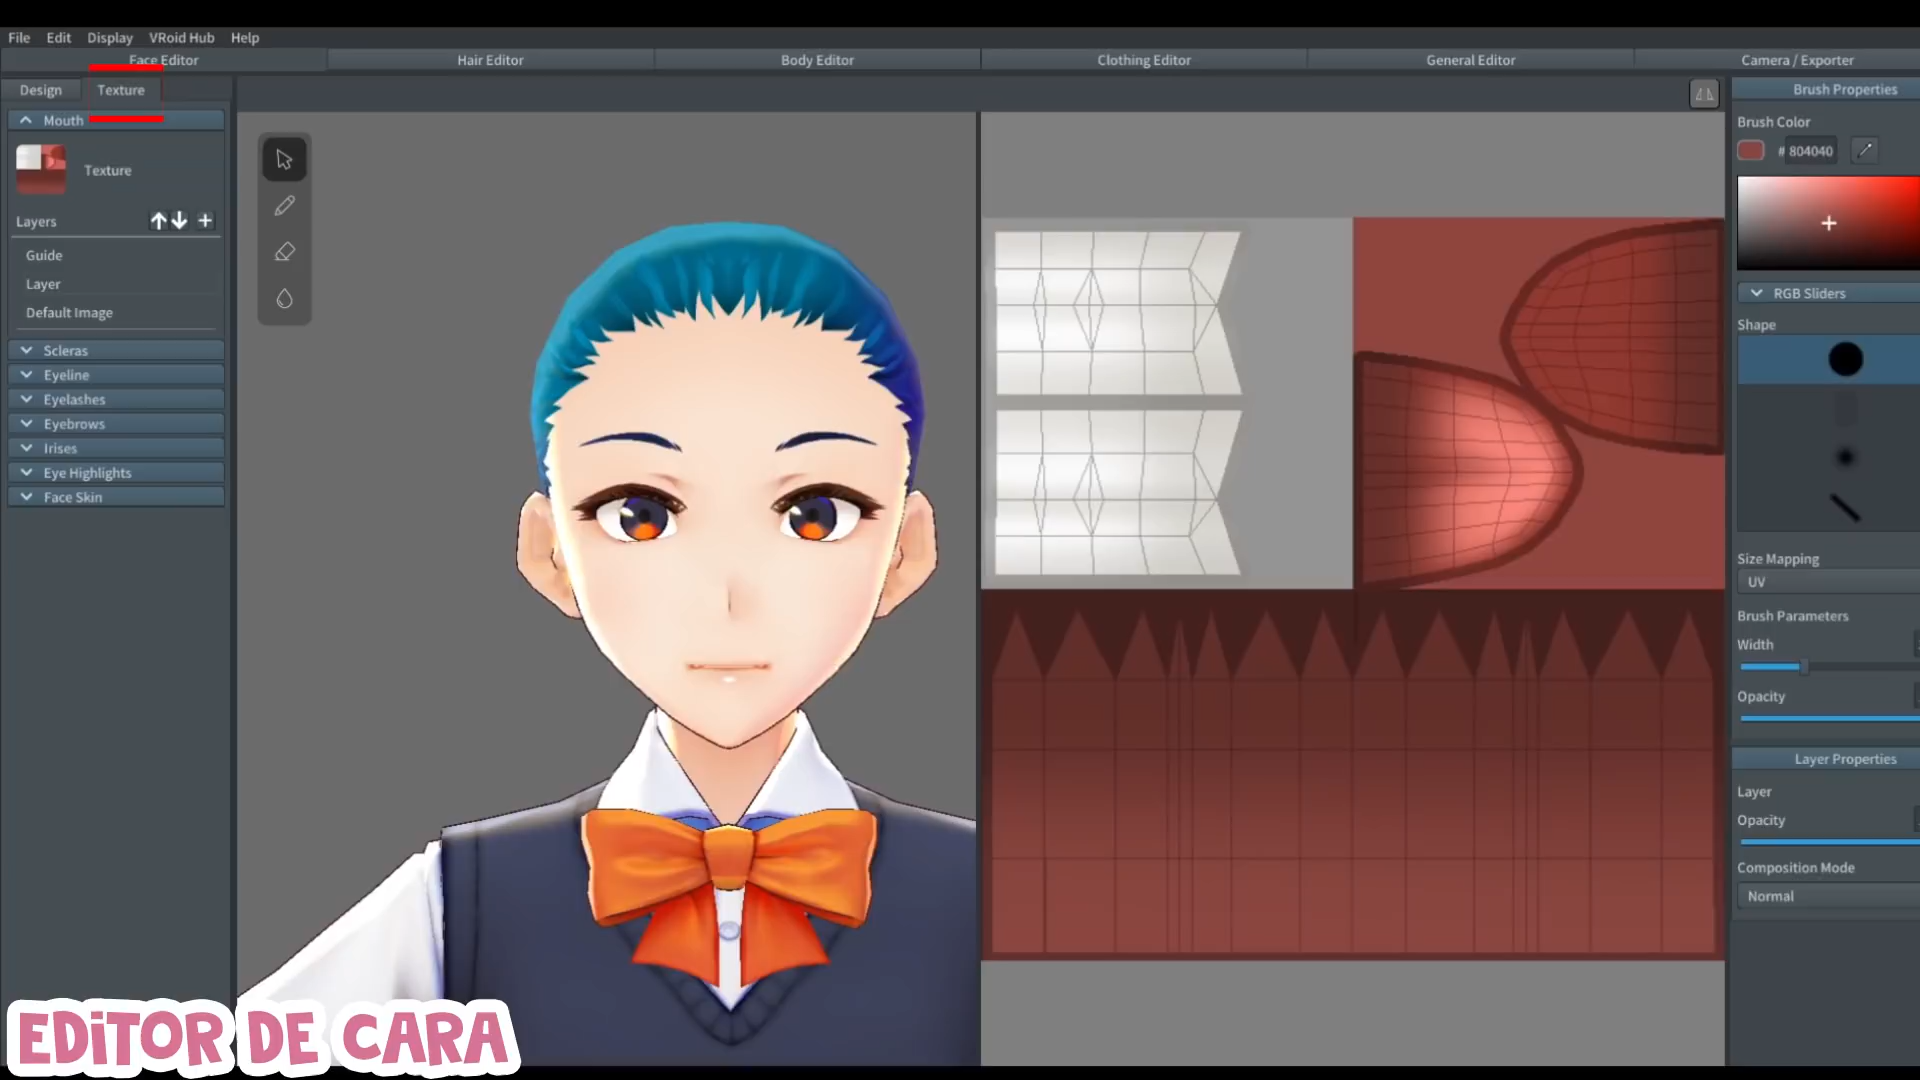 File Edit Display VRoid Hub Help
Face Editor Hair Editor Body Editor Clothing Editor General Editor Camera / Exporter
Design Texture
Mouth
Texture
Layers
Guide
Layer
Default Image
Scleras
Eyeline
Eyelashes
Eyebrows
Irises
Eye Highlights
Face Skin
Brush Properties
Brush Color
# 804040
RGB Sliders
Shape
Size Mapping
UV
Brush Parameters
Width
Opacity
Layer Properties
Layer
Opacity
Composition Mode
Normal
EDiTOR DE CARA